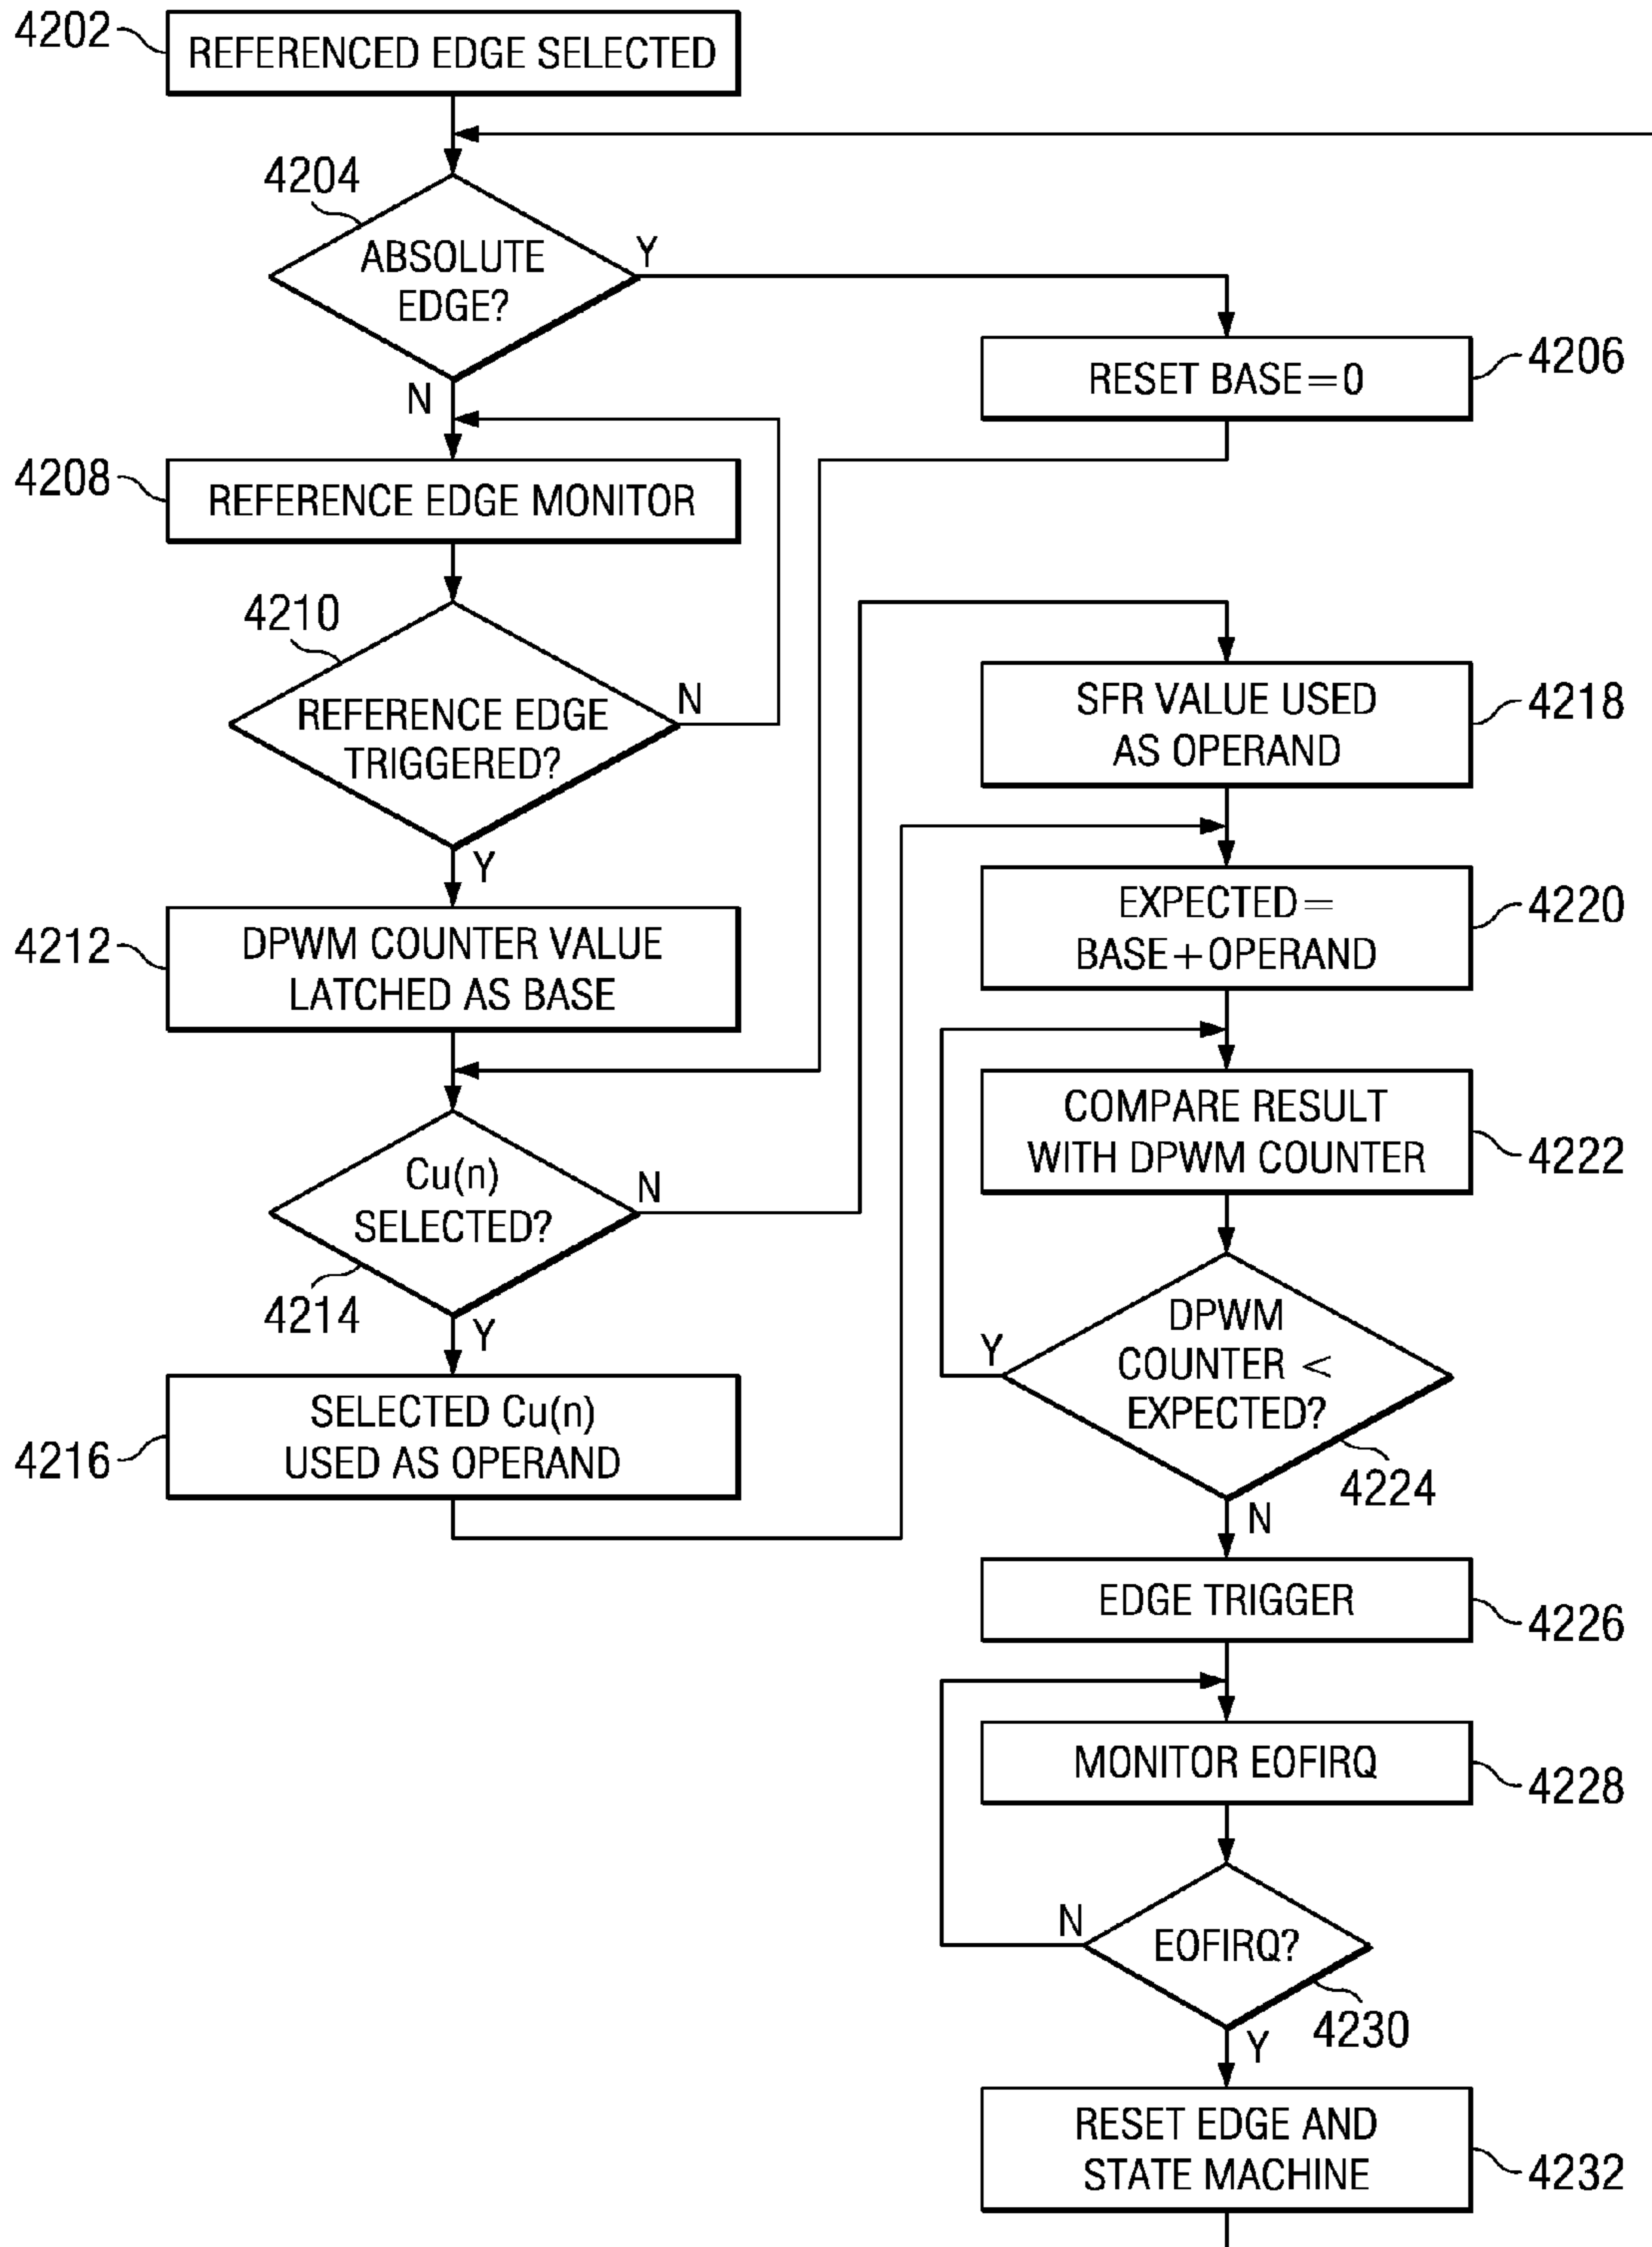 4202
REFERENCED EDGE SELECTED
4204
ABSOLUTE
EDGE?
Y
N
RESET BASE=0
4206
4208
REFERENCE EDGE MONITOR
4210
REFERENCE EDGE
TRIGGERED?
N
Y
4212
DPWM COUNTER VALUE
LATCHED AS BASE
Cu(n)
SELECTED?
N
4214
Y
4216
SELECTED Cu(n)
USED AS OPERAND
SFR VALUE USED
AS OPERAND
4218
EXPECTED=
BASE+OPERAND
4220
COMPARE RESULT
WITH DPWM COUNTER
4222
DPWM
COUNTER <
EXPECTED?
Y
4224
N
EDGE TRIGGER
4226
MONITOR EOFIRQ
4228
N
EOFIRQ?
4230
Y
RESET EDGE AND
STATE MACHINE
4232